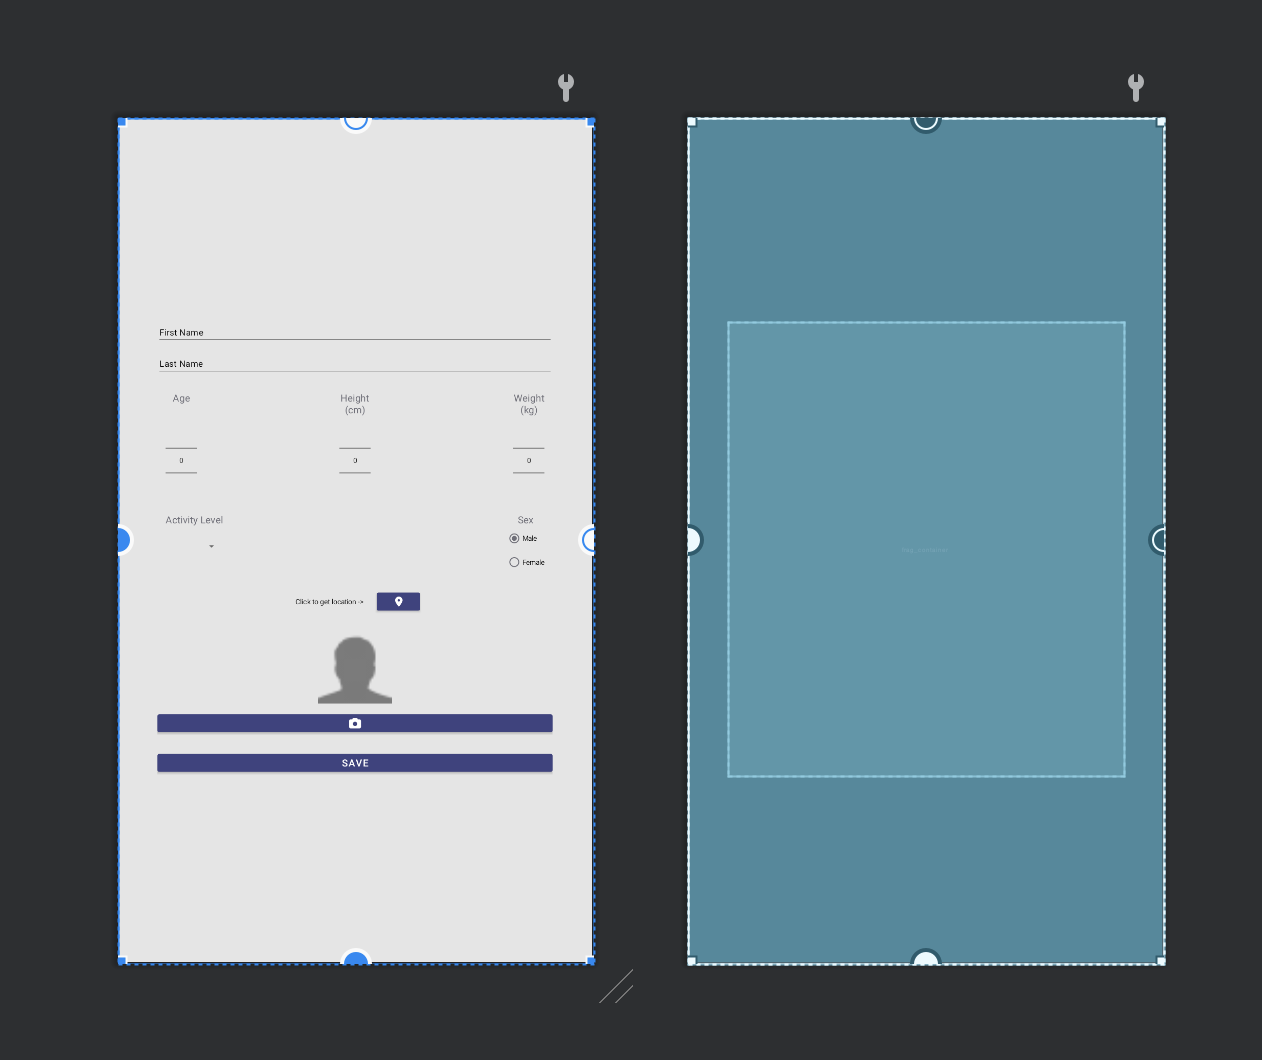 First Name
Last Name
Age Height Weight
(cm) (kg)
0 0 0
Activity Level Sex
Male
Female
Click to get location ->
SAVE